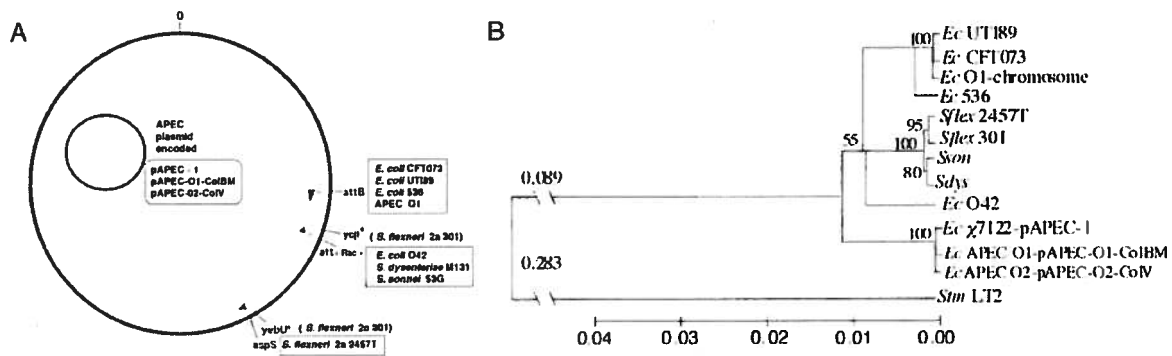 A
0
APEC
plasmid
encoded
pAPEC - 1
pAPEC-O1-ColBM
pAPEC-O2-ColV
attB
E. coli CFT073
E. coli UTI89
E. coli 536
APEC O1
ycp* ( S. flexneri 2a 301)
att - Rac -
E. coli O42
S. dysenteriae M131
S. sonnei 53G
yebU* ( S. flexneri 2a 301)
aspS
S. flexneri 2a 2457T
B
Ec UTI89
Ec CFT073
Ec O1-chromosome
Ec 536
Sflex 2457T
Sflex 301
Sson
Sdys
Ec O42
Ec χ7122-pAPEC-1
Ec APEC O1-pAPEC-O1-ColBM
Ec APEC O2-pAPEC-O2-ColV
Stm LT2
100
95
100
80
55
100
0.089
0.283
0.04 0.03 0.02 0.01 0.00